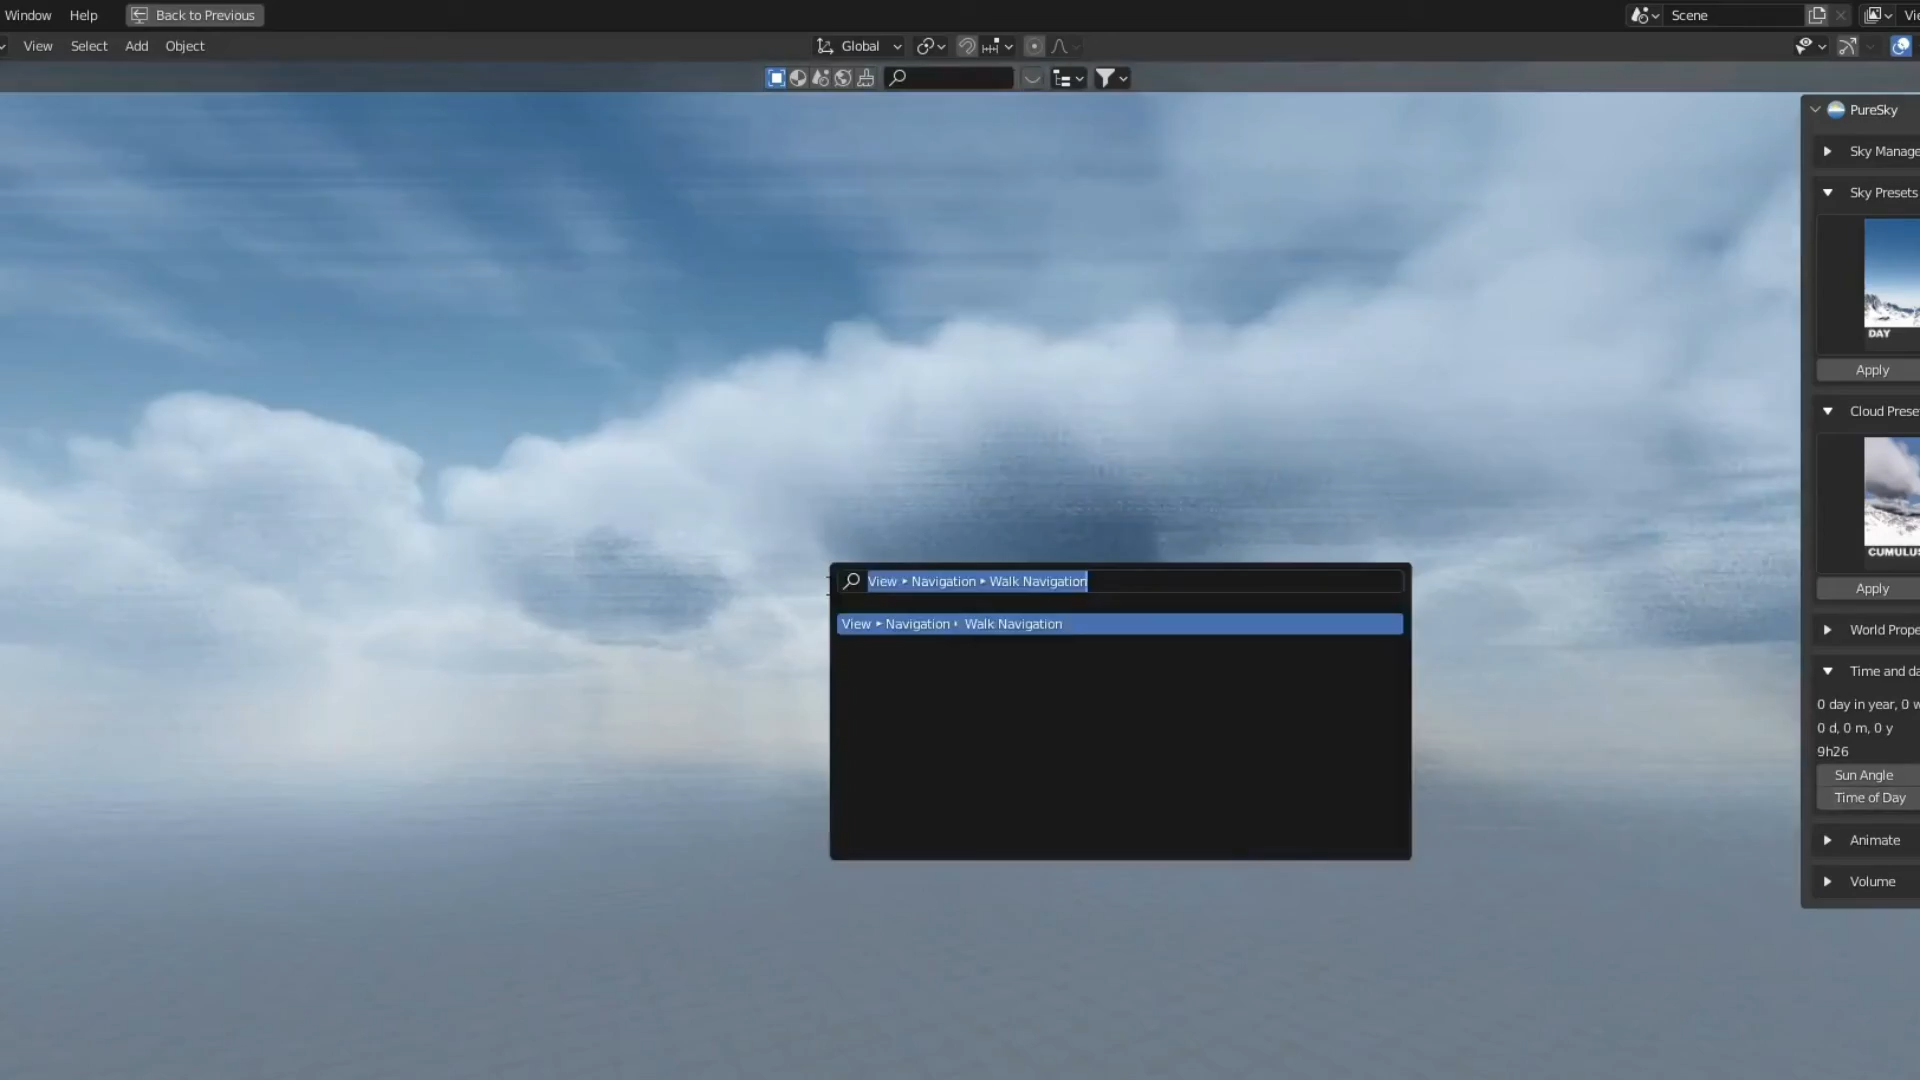 Window Help Back to Previous Scene
View Select Add Object Global
PureSky
Sky Manage
Sky Presets
DAY
Apply
Cloud Prese
CUMULUS
Apply
View ▸ Navigation ▸ Walk Navigation
View ▸ Navigation ▸ Walk Navigation
World Prope
Time and da
0 day in year, 0 w
0 d, 0 m, 0 y
9h26
Sun Angle
Time of Day
Animate
Volume